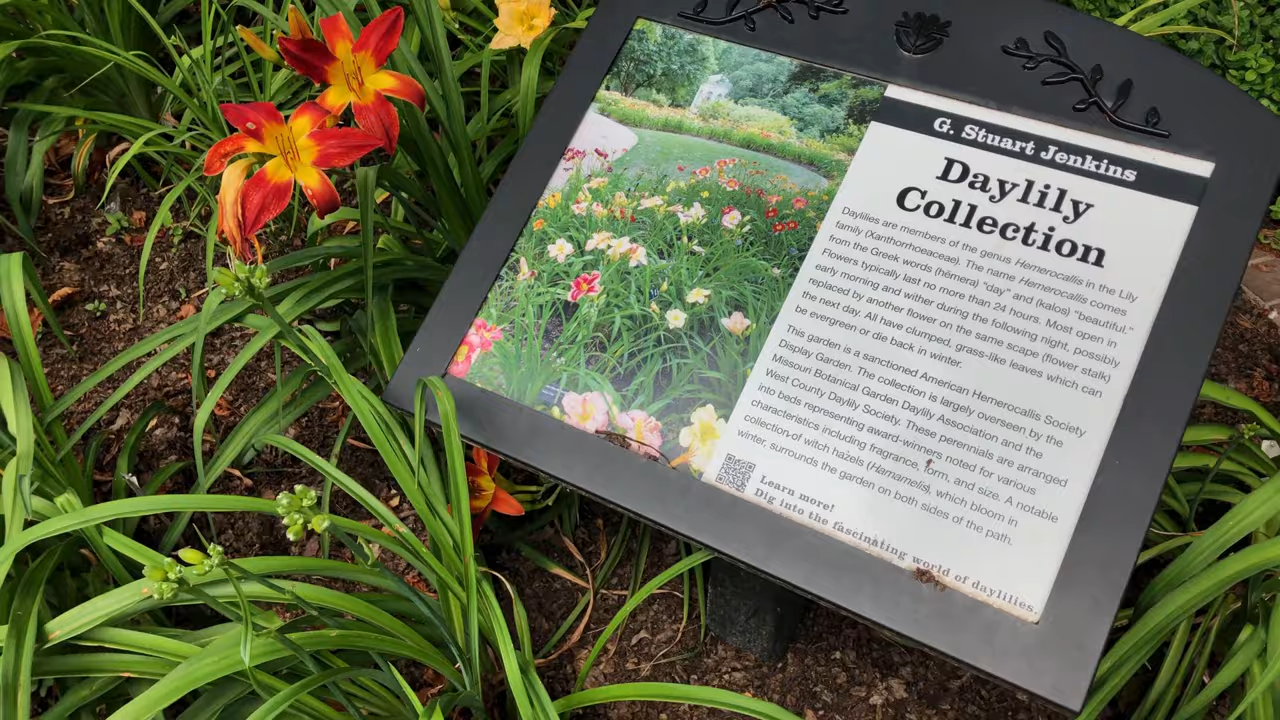 G. Stuart Jenkins
Daylily
Collection
Daylilies are members of the genus Hemerocallis in the Lily
family (Xanthorrhoeaceae). The name Hemerocallis comes
from the Greek words (hēmera) “day” and (kalos) “beautiful.”
Flowers typically last no more than 24 hours. Most open in
early morning and wither during the following night, possibly
replaced by another flower on the same scape (flower stalk)
the next day. All have clumped, grass-like leaves which can
be evergreen or die back in winter.
This garden is a sanctioned American Hemerocallis Society
Display Garden. The collection is largely overseen by the
Missouri Botanical Garden Daylily Association and the
West County Daylily Society. These perennials are arranged
into beds representing award-winners noted for various
characteristics including fragrance, form, and size. A notable
collection of witch hazels (Hamamelis), which bloom in
winter, surrounds the garden on both sides of the path.
Learn more!
Dig into the fascinating world of daylilies.